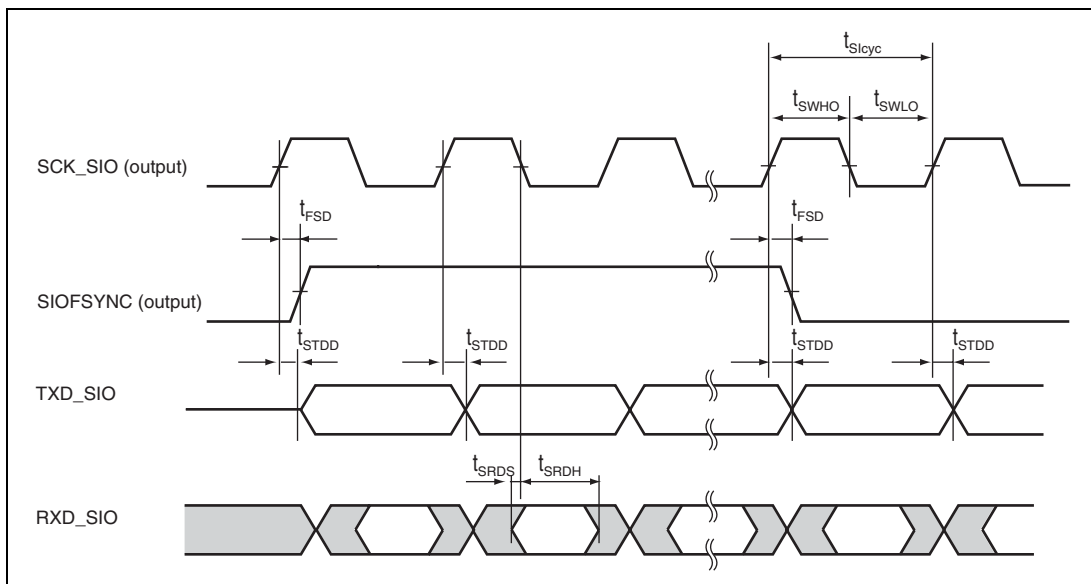 tSIcyc
tSWHO tSWLO
SCK_SIO (output)
tFSD tFSD
SIOFSYNC (output)
tSTDD tSTDD tSTDD tSTDD
TXD_SIO
tSRDS tSRDH
RXD_SIO